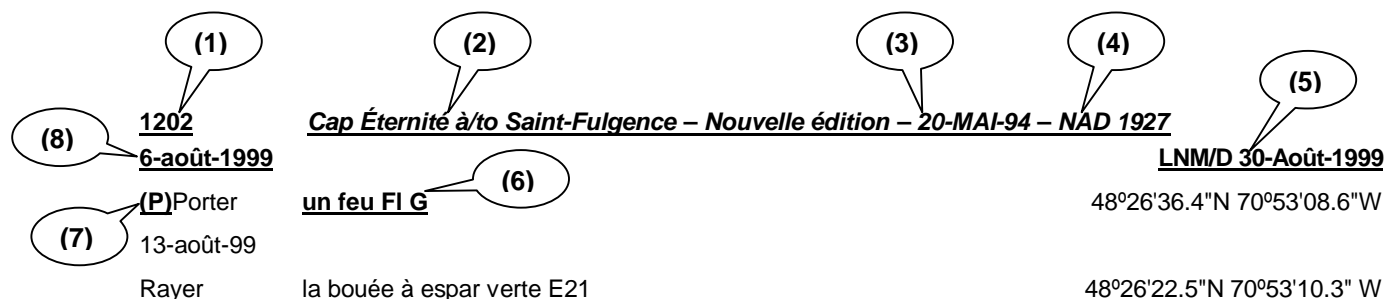 (1) (2) (3) (4)
(5)
1202 Cap Éternité à/to Saint-Fulgence – Nouvelle édition – 20-MAI-94 – NAD 1927
(8) 6-août-1999 LNM/D 30-Août-1999
(6)
(P)Porter un feu Fl G 48º26'36.4"N 70º53'08.6"W
(7) 13-août-99
Rayer la bouée à espar verte E21 48º26'22.5"N 70º53'10.3" W